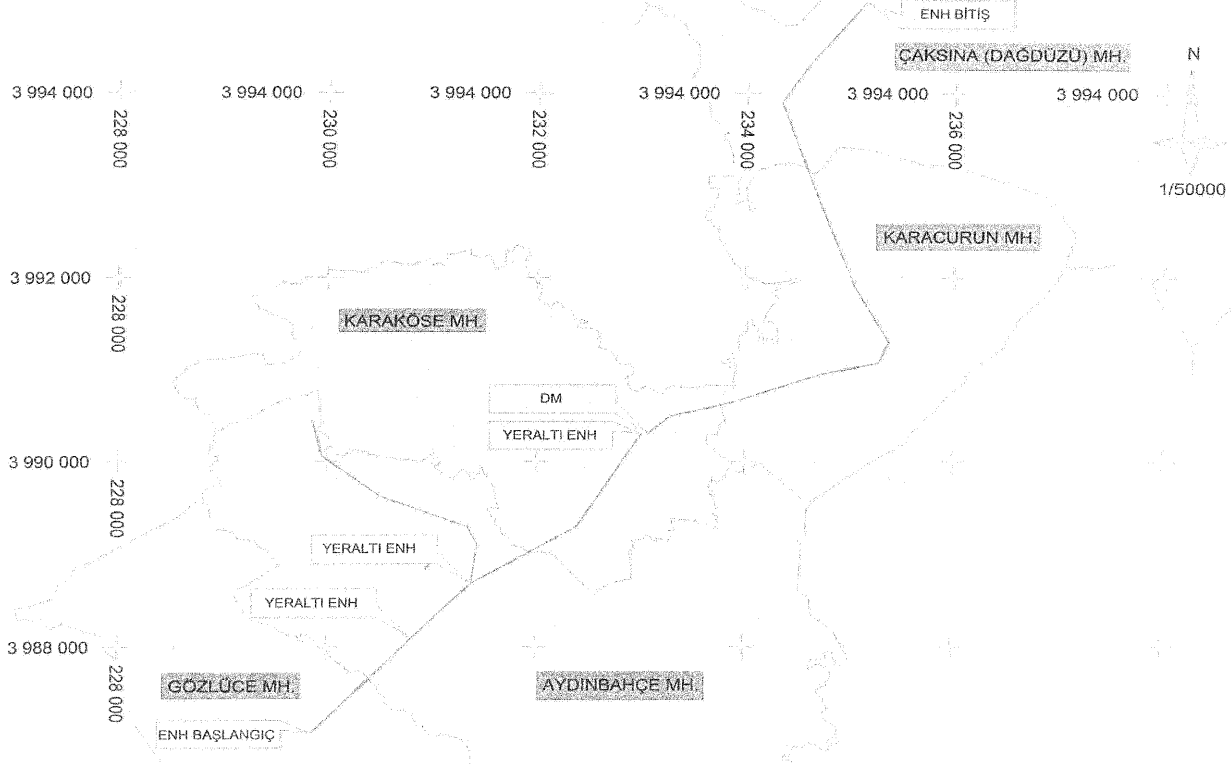 ENH BİTİŞ
ÇAKSINA (DAĞDÜZÜ) MH.
N
3 994 000
3 994 000
3 994 000
3 994 000
3 994 000
3 994 000
228 000
230 000
232 000
234 000
236 000
1/50000
KARACURUN MH.
3 992 000
228 000
KARAKÖSE MH.
DM
YERALTI ENH
3 990 000
228 000
YERALTI ENH
YERALTI ENH
3 988 000
228 000
GÖZLÜCE MH.
AYDINBAHÇE MH.
ENH BAŞLANGIÇ